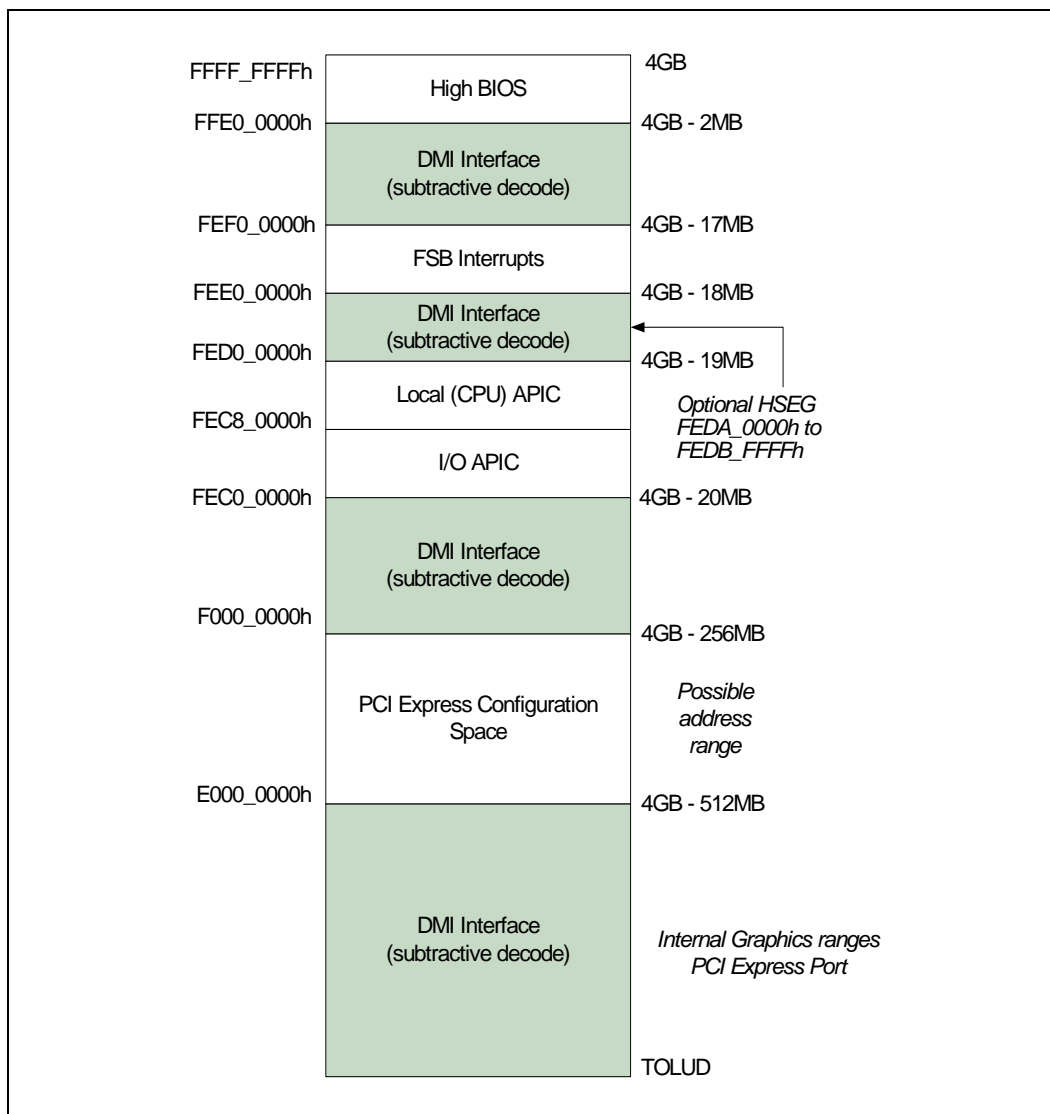 FFFF_FFFFh
4GB
High BIOS
FFE0_0000h
4GB - 2MB
DMI Interface
(subtractive decode)
FEF0_0000h
4GB - 17MB
FSB Interrupts
FEE0_0000h
4GB - 18MB
DMI Interface
(subtractive decode)
FED0_0000h
4GB - 19MB
Local (CPU) APIC
Optional HSEG
FEDA_0000h to
FEDB_FFFFh
FEC8_0000h
I/O APIC
FEC0_0000h
4GB - 20MB
DMI Interface
(subtractive decode)
F000_0000h
4GB - 256MB
PCI Express Configuration
Space
Possible
address
range
E000_0000h
4GB - 512MB
DMI Interface
(subtractive decode)
Internal Graphics ranges
PCI Express Port
TOLUD